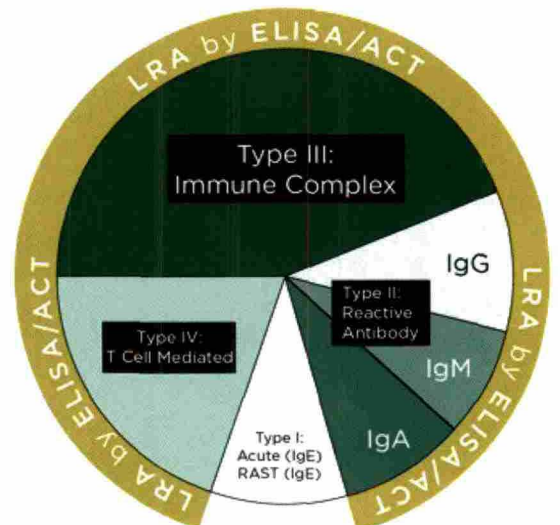 LRA by ELISA/ACT
Type III:
Immune Complex
IgG
LRA by ELISA/ACT
Type II:
Reactive
Antibody
LRA by ELISA/ACT
Type IV:
T Cell Mediated
IgM
IgA
Type I:
Acute (IgE)
RAST (IgE)